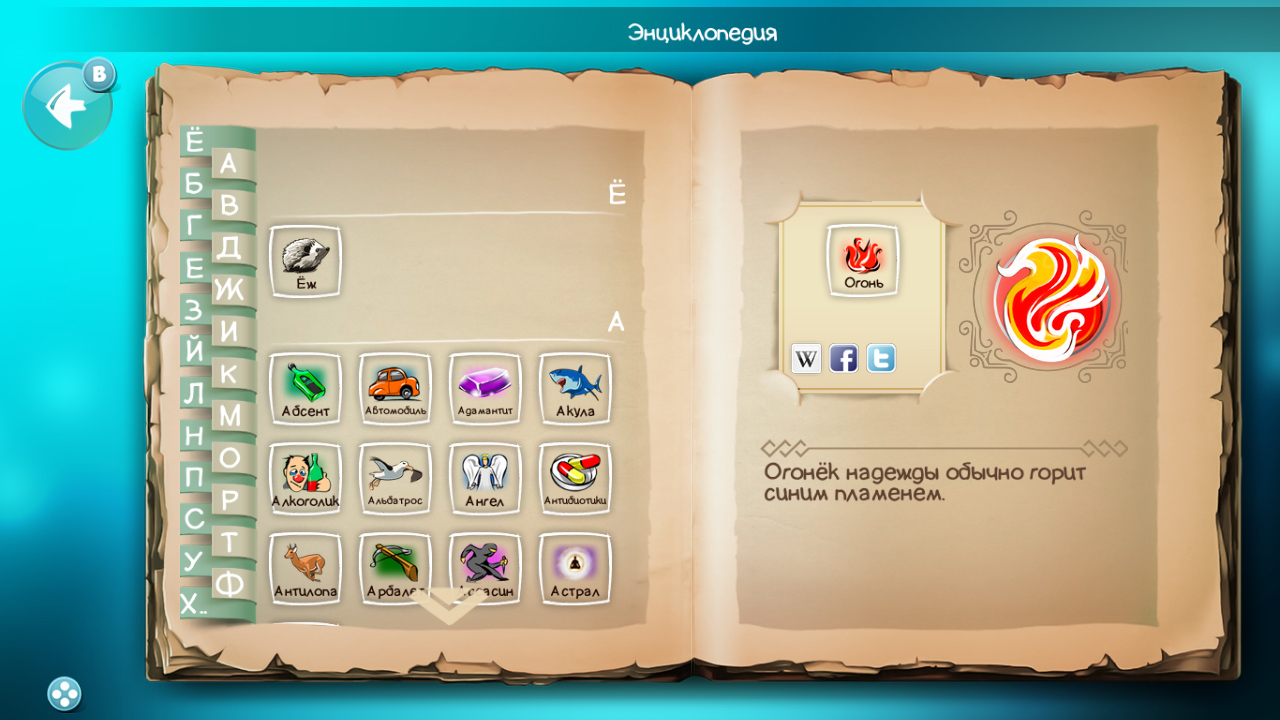 Энциклопедия
B
Ё
А
Б
В
Г
Д
Е
Ж
З
И
Й
К
Л
М
Н
О
П
Р
С
Т
У
Ф
Х..
Ё
Ёж
А
Абсент Автомобиль Адамантит Акула
Алкоголик Альбатрос Ангел Антибиотики
Антилопа Арбалет Ассасин Астрал
Огонь
W f t
Огонёк надежды обычно горит
синим пламенем.